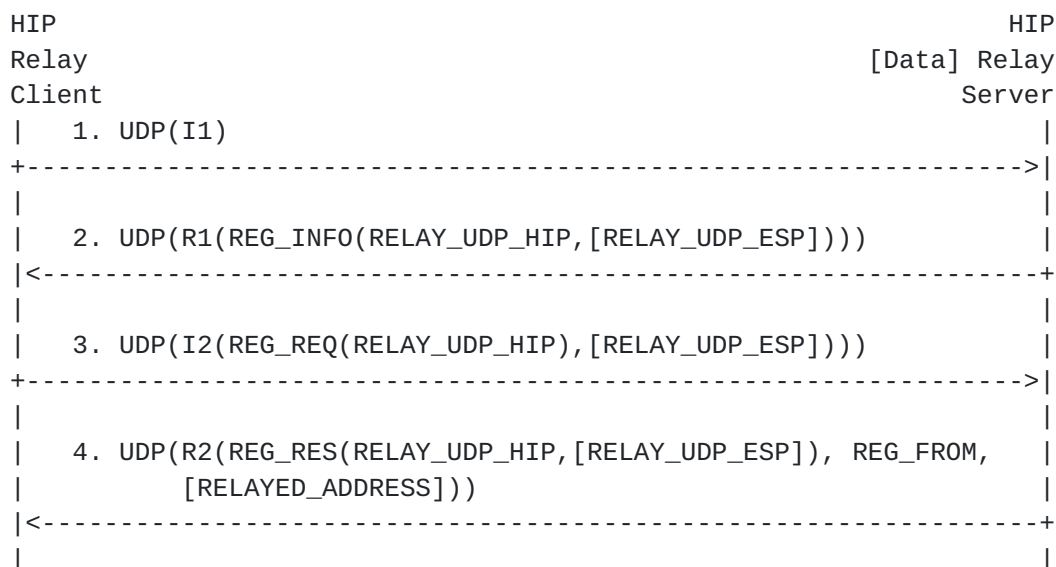 HIP                                                              HIP
Relay                                                   [Data] Relay
Client                                                        Server
|   1. UDP(I1)                                                     |
+---------------------------------------------------------------->|
|                                                                  |
|   2. UDP(R1(REG_INFO(RELAY_UDP_HIP,[RELAY_UDP_ESP])))            |
|<-----------------------------------------------------------------+
|                                                                  |
|   3. UDP(I2(REG_REQ(RELAY_UDP_HIP),[RELAY_UDP_ESP])))            |
+---------------------------------------------------------------->|
|                                                                  |
|   4. UDP(R2(REG_RES(RELAY_UDP_HIP,[RELAY_UDP_ESP]), REG_FROM,    |
|          [RELAYED_ADDRESS]))                                     |
|<-----------------------------------------------------------------+
|                                                                  |